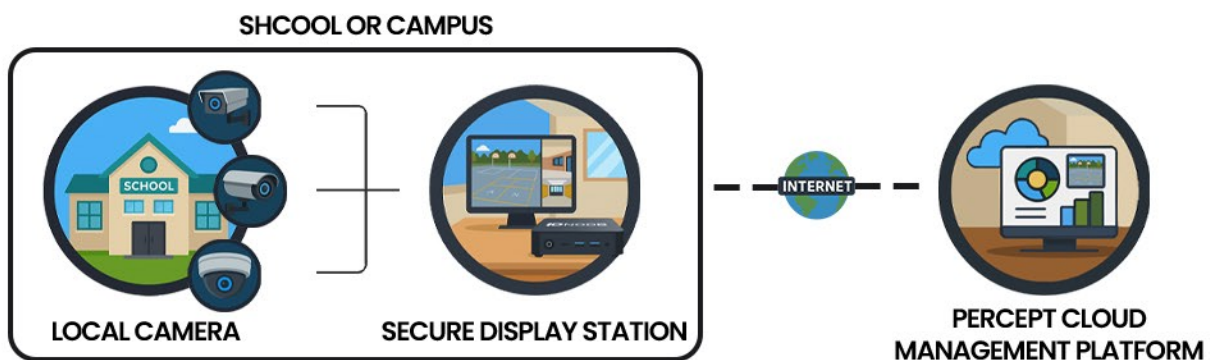 SHCOOL OR CAMPUS
SCHOOL
INTERNET
LOCAL CAMERA
SECURE DISPLAY STATION
PERCEPT CLOUD
MANAGEMENT PLATFORM